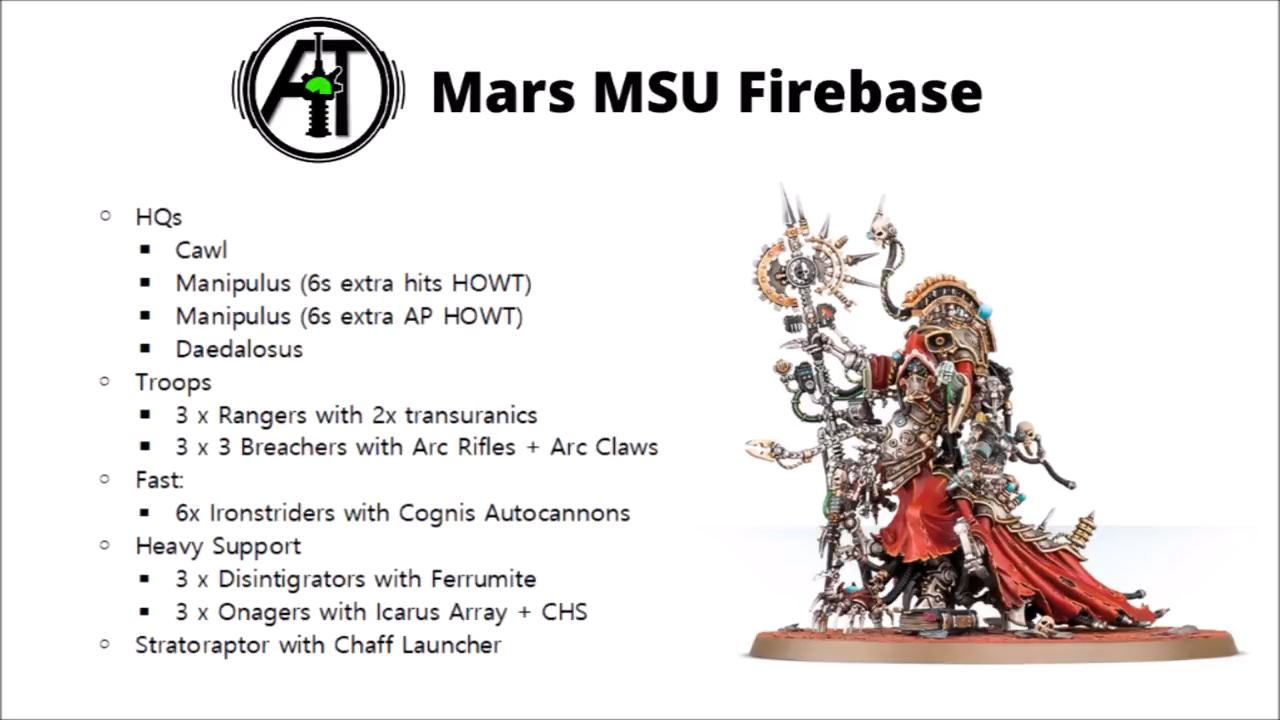 AT
Mars MSU Firebase
HQs
Cawl
Manipulus (6s extra hits HOWT)
Manipulus (6s extra AP HOWT)
Daedalosus
Troops
3 x Rangers with 2x transuranics
3 x 3 Breachers with Arc Rifles + Arc Claws
Fast:
6x Ironstriders with Cognis Autocannons
Heavy Support
3 x Disintigrators with Ferrumite
3 x Onagers with Icarus Array + CHS
Stratoraptor with Chaff Launcher